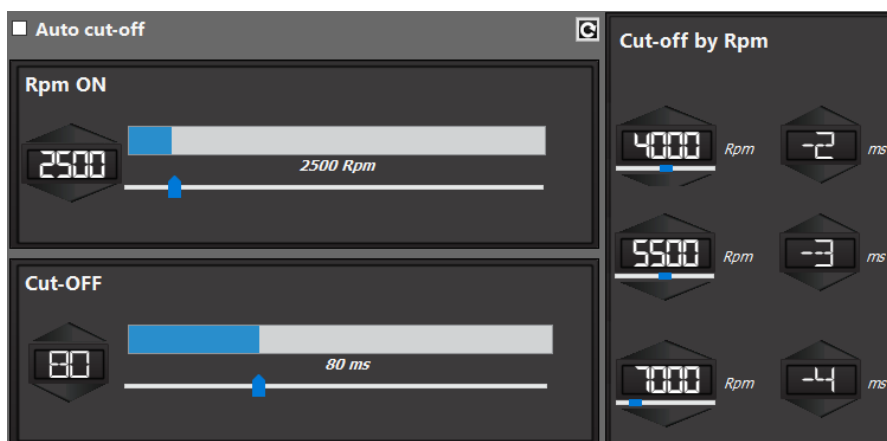 Auto cut-off
Rpm ON
2500
2500 Rpm
Cut-OFF
80
80 ms
Cut-off by Rpm
4000 Rpm -2 ms
5500 Rpm -3 ms
7000 Rpm -4 ms